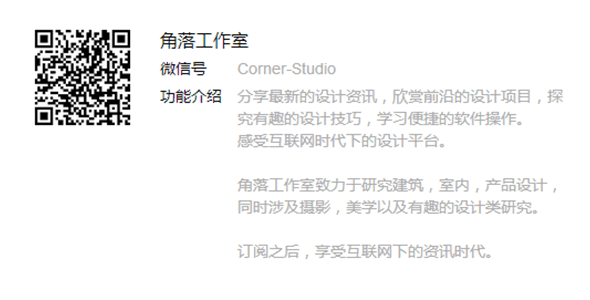 角落工作室
微信号 Corner-Studio
功能介绍 分享最新的设计资讯，欣赏前沿的设计项目，探
究有趣的设计技巧，学习便捷的软件操作。
感受互联网时代下的设计平台。
角落工作室致力于研究建筑，室内，产品设计，
同时涉及摄影，美学以及有趣的设计类研究。
订阅之后，享受互联网下的资讯时代。